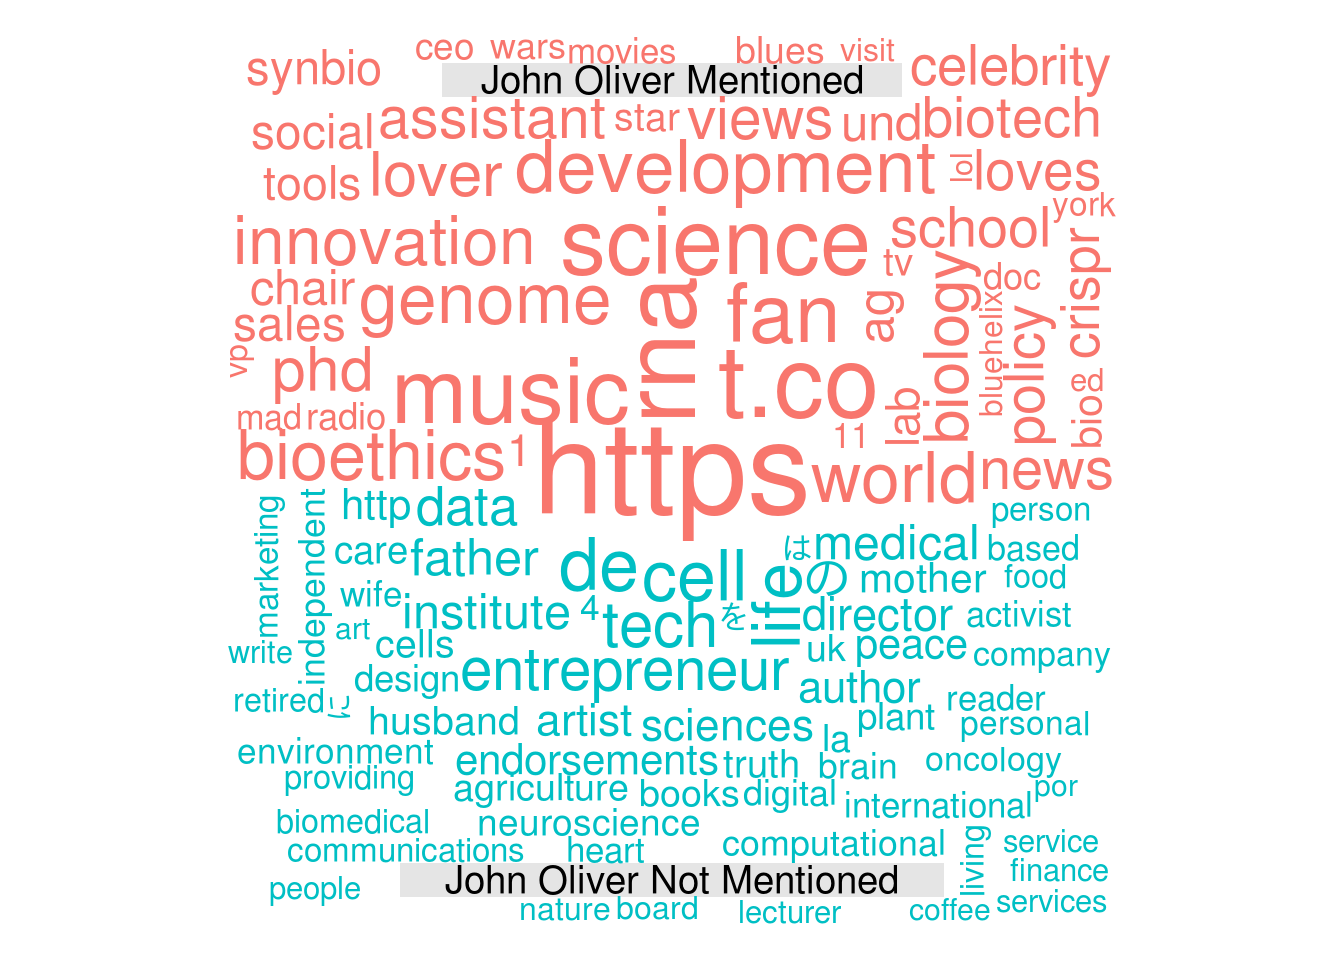 ceo wars movies blues visit
synbio celebrity
John Oliver Mentioned
social assistant star views und biotech
tools lover development lol loves
york
innovation science school
tv crispr
chair genome rna fan ag biology doc
sales bluehelix policy
vp phd music t.co ed
mad radio lab bioe
bioethics 1 https 11 world news
marketing independent http data person
care father de cell は medical based
life の mother food
wife institute 4 tech を director activist
art cells uk peace company
write design entrepreneur
retired に author reader
husband artist sciences la plant personal
environment endorsements truth brain oncology
providing agriculture books digital international por
biomedical neuroscience
communications heart computational living service
John Oliver Not Mentioned
people finance
nature board lecturer coffee services